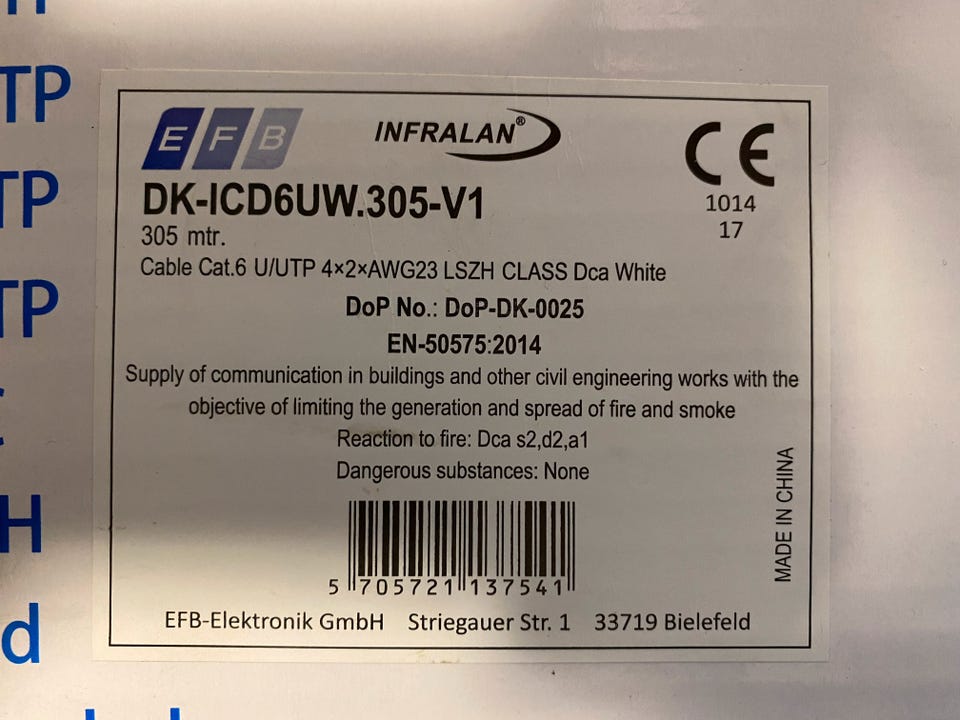 TP
TP
TP
H
d
EFB
INFRALAN®
CE
1014
17
DK-ICD6UW.305-V1
305 mtr.
Cable Cat.6 U/UTP 4×2×AWG23 LSZH CLASS Dca White
DoP No.: DoP-DK-0025
EN-50575:2014
Supply of communication in buildings and other civil engineering works with the
objective of limiting the generation and spread of fire and smoke
Reaction to fire: Dca s2,d2,a1
Dangerous substances: None
MADE IN CHINA
5 705721 137541
EFB-Elektronik GmbH Striegauer Str. 1 33719 Bielefeld